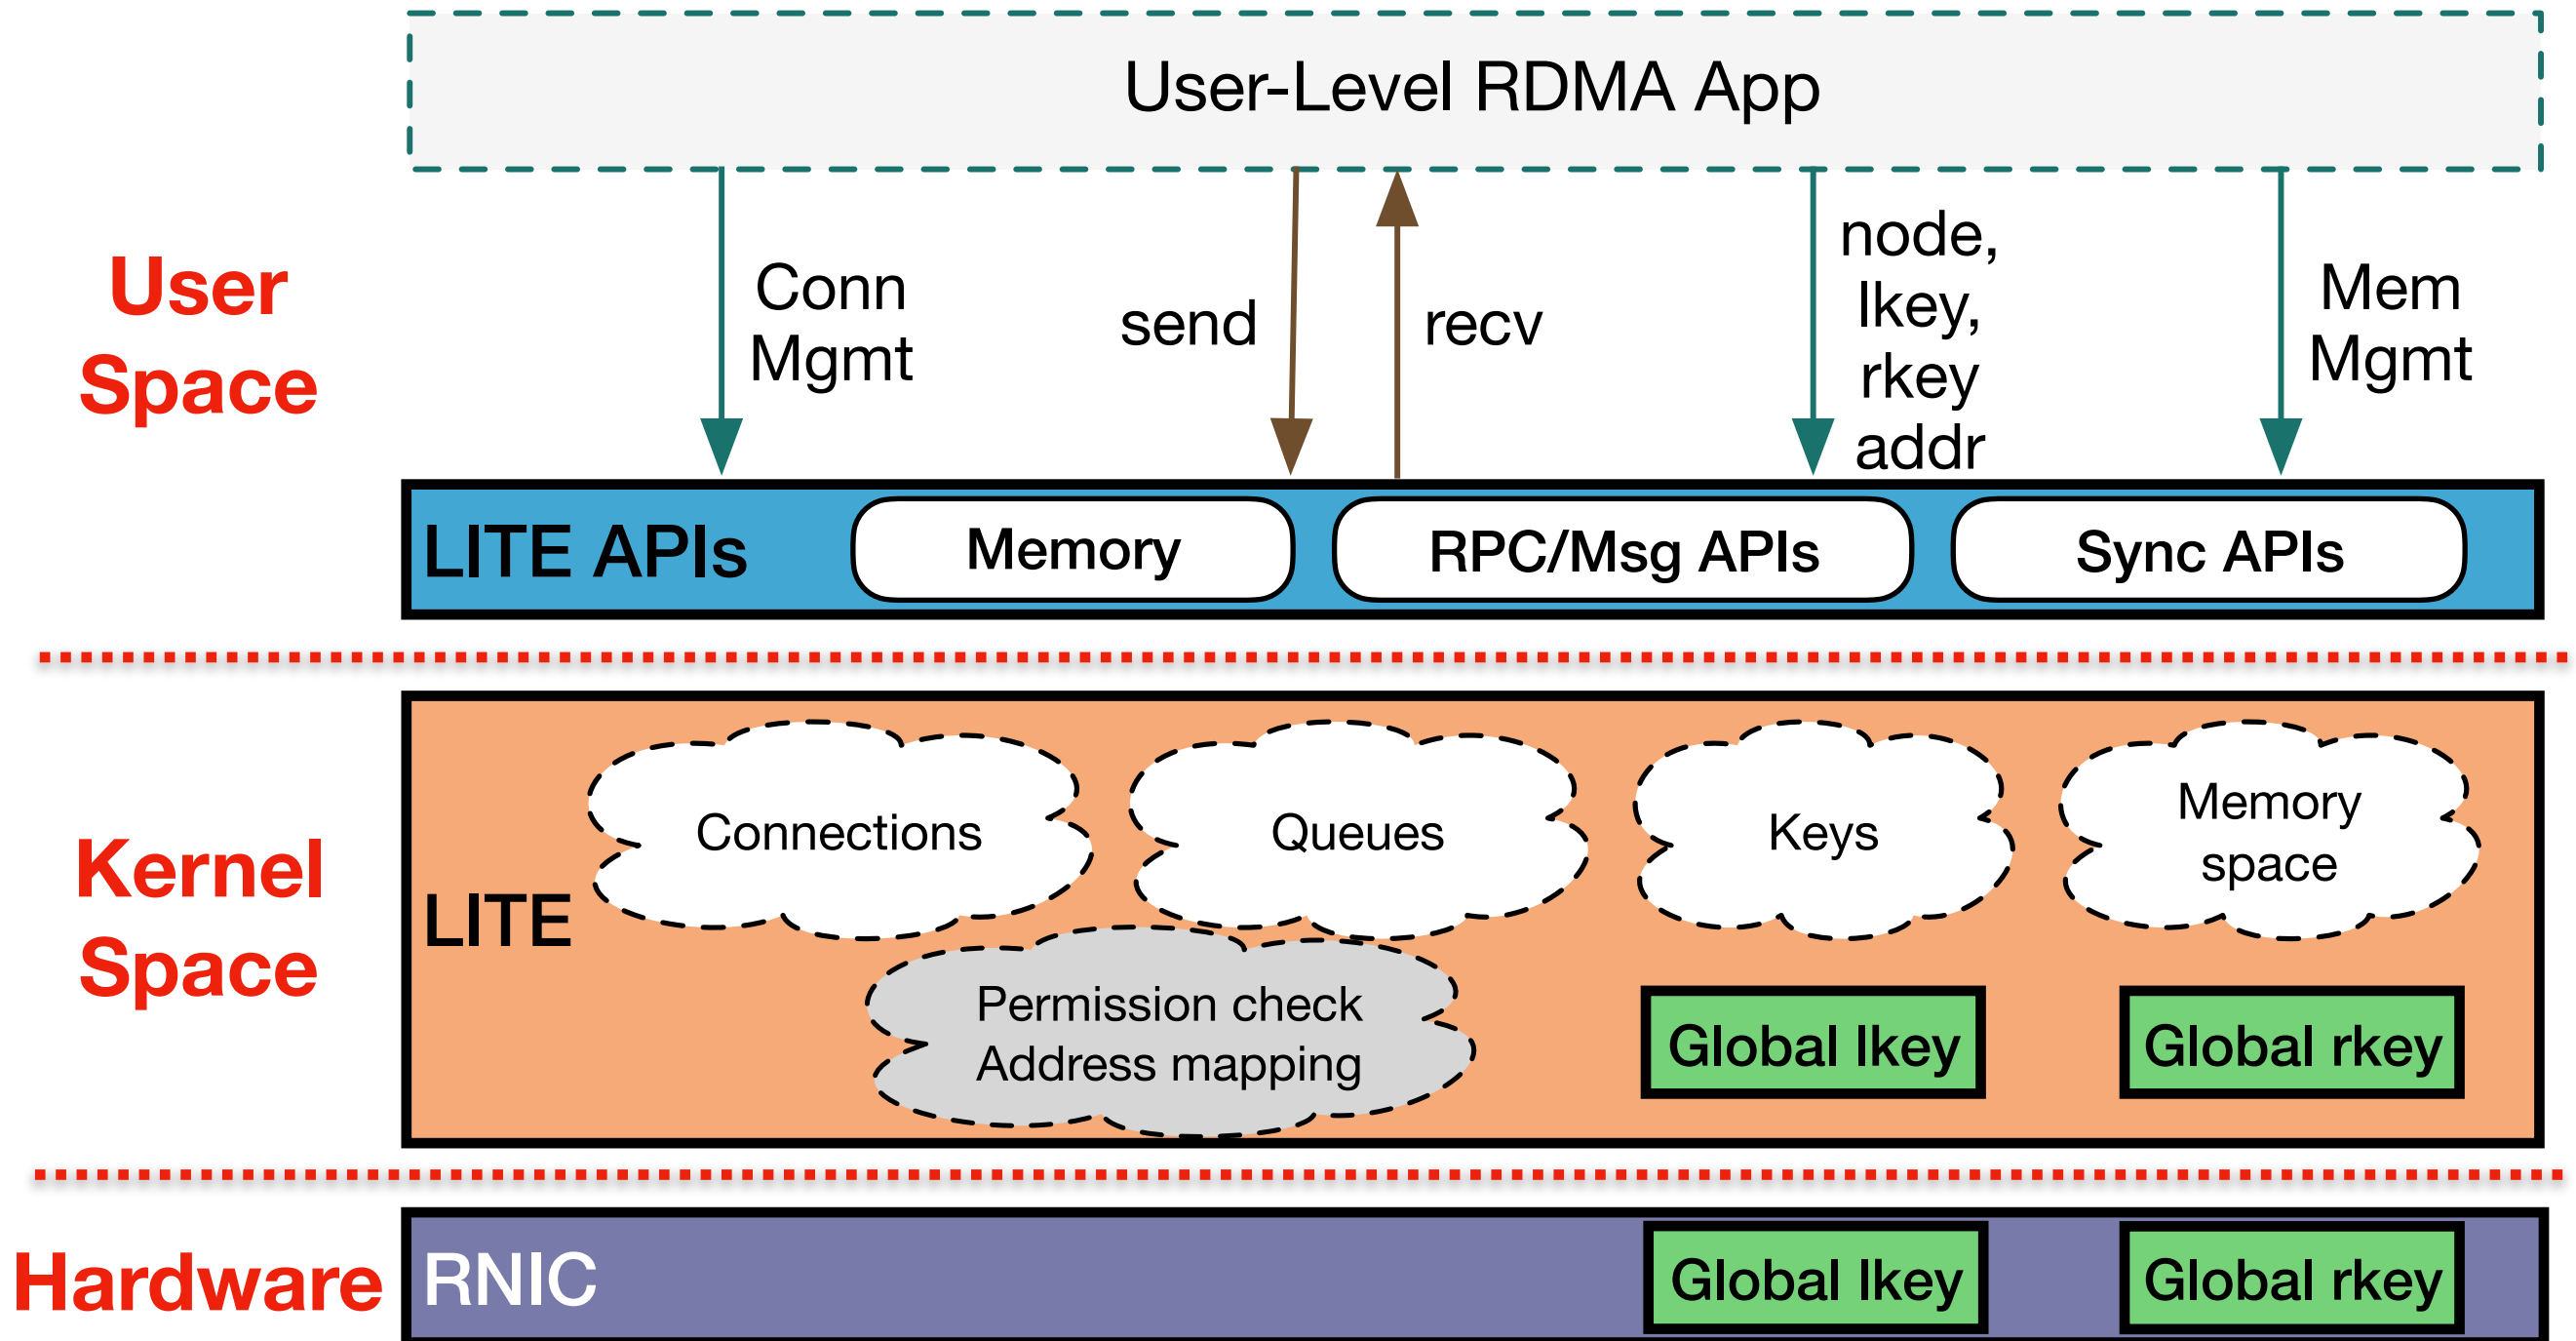 User-Level RDMA App
User
Space
Conn
Mgmt
send
recv
node,
lkey,
rkey
addr
Mem
Mgmt
LITE APIs
Memory
RPC/Msg APIs
Sync APIs
Kernel
Space
LITE
Connections
Queues
Keys
Memory
space
Permission check
Address mapping
Global lkey
Global rkey
Hardware
RNIC
Global lkey
Global rkey